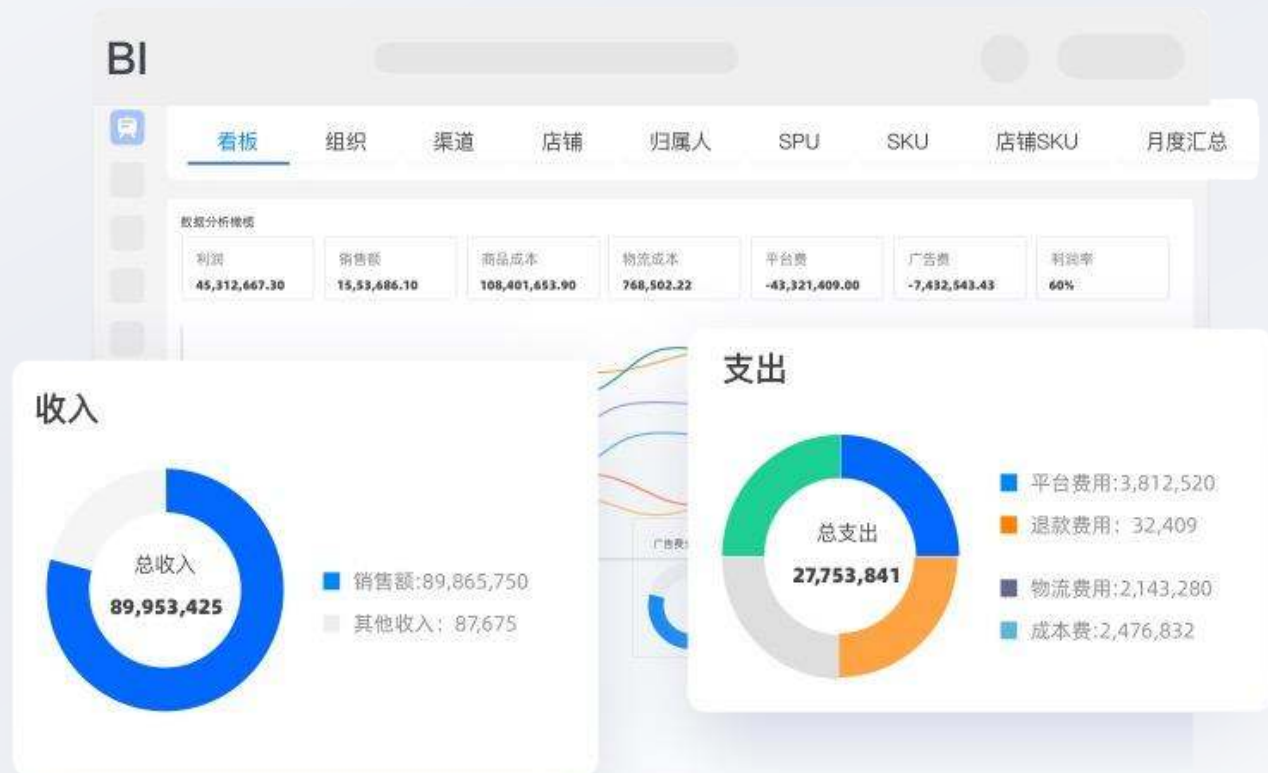 BI
看板 组织 渠道 店铺 归属人 SPU SKU 店铺SKU 月度汇总
数据分析模板
利润 销售额 商品成本 物流成本 平台费 广告费 利润率
45,312,667.30 15,53,686.10 108,401,653.90 768,502.22 -43,321,409.00 -7,432,543.43 60%
收入
总收入
89,953,425
销售额:89,865,750
其他收入: 87,675
广告费
支出
总支出
27,753,841
平台费用:3,812,520
退款费用: 32,409
物流费用:2,143,280
成本费:2,476,832